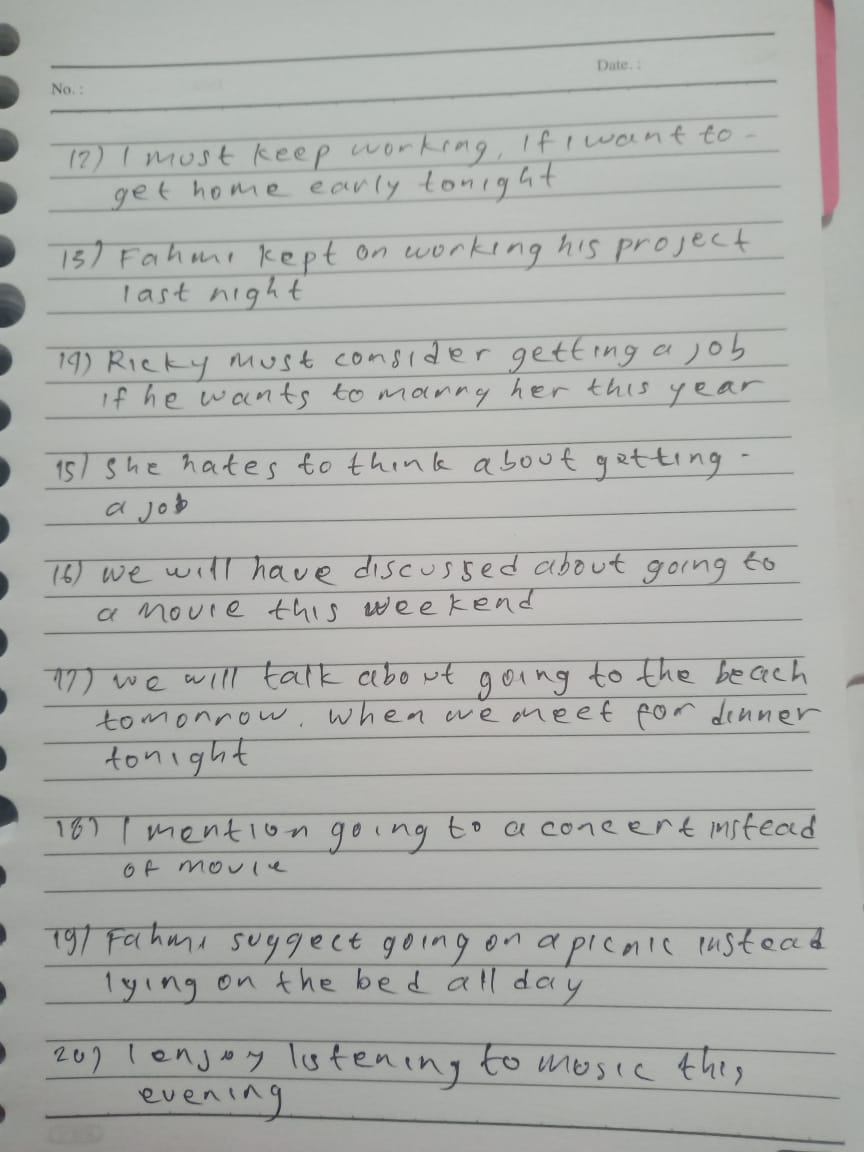 No. :
Date. :
12) I must keep working, If I want to -
get home early tonight
13) Fahmi kept on working his project
last night
14) Ricky must consider getting a job
if he wants to marry her this year
15) She hates to think about getting -
a job
16) we will have discussed about going to
a movie this weekend
17) we will talk about going to the beach
tomorrow, when we meet for dinner
tonight
18) I mention going to a concert instead
of movie
19) Fahmi suggect going on a picnic instead
lying on the bed all day
20) I enjoy listening to music this
evening